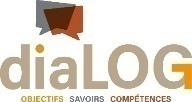 diaLOG
OBJECTIFS SAVOIRS COMPÉTENCES